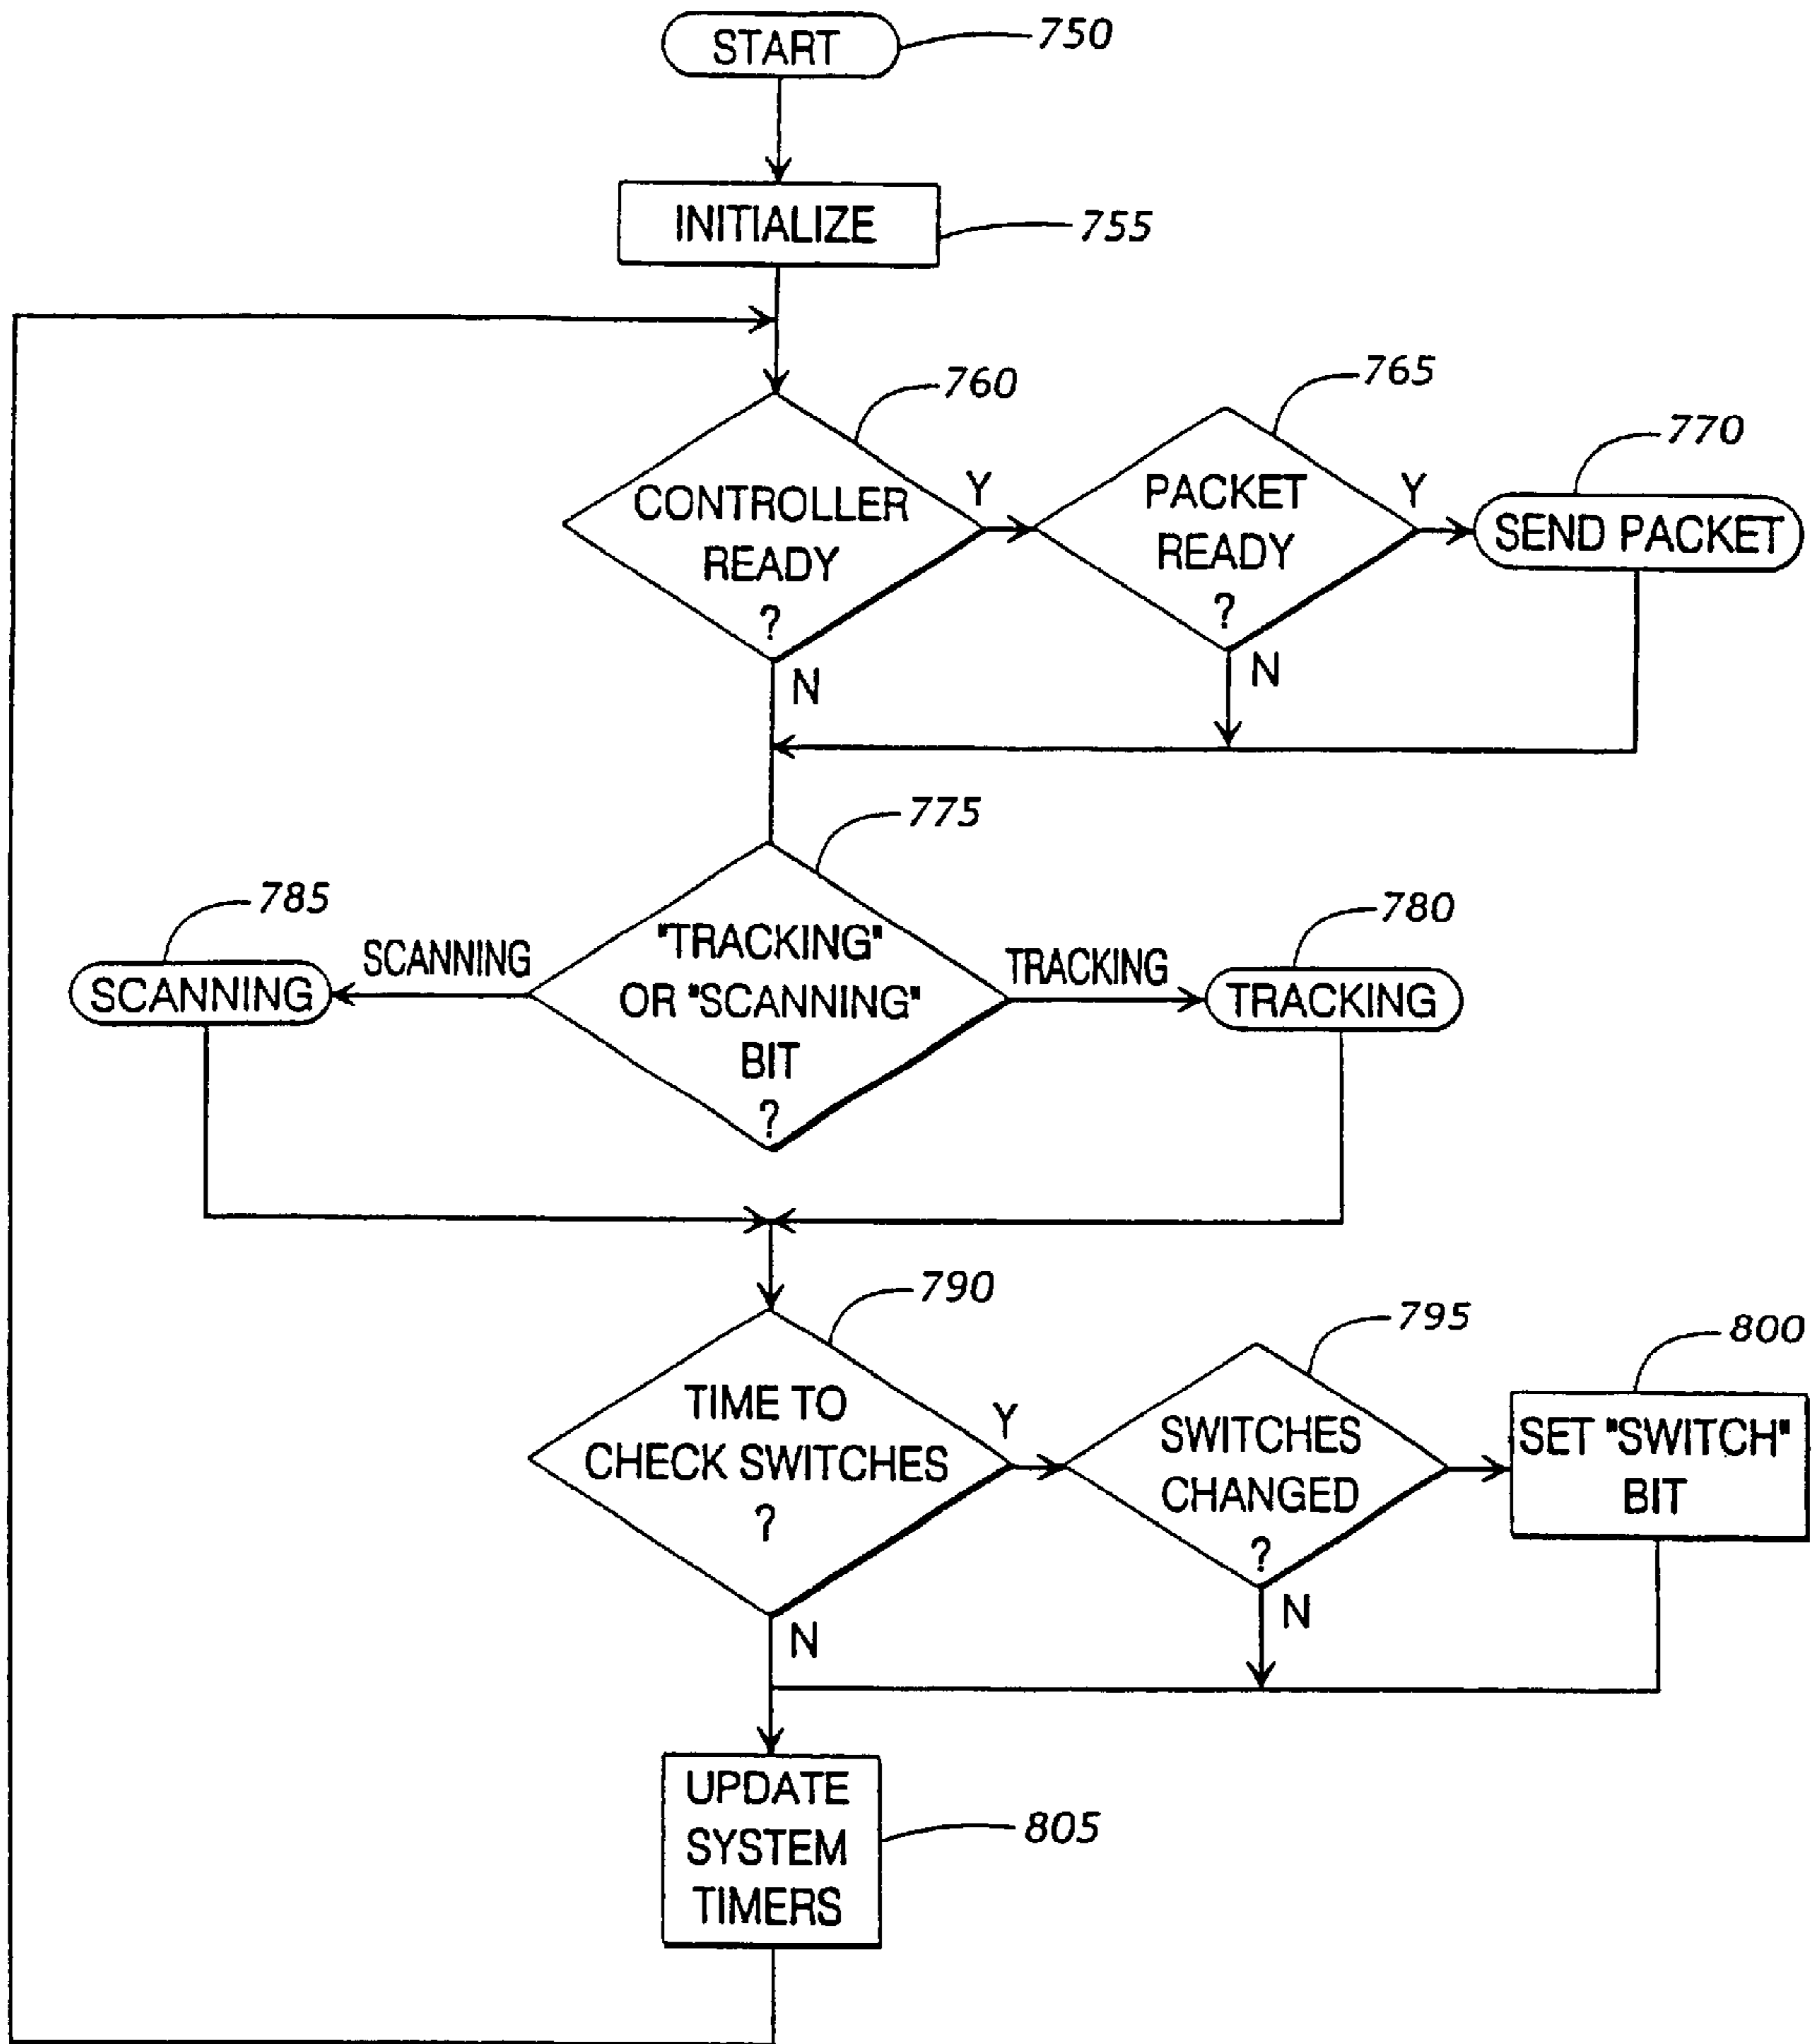 START
750
INITIALIZE
755
760
765
770
CONTROLLER
READY
?
Y
N
PACKET
READY
?
Y
N
SEND PACKET
775
"TRACKING"
OR "SCANNING"
BIT
?
785
SCANNING
SCANNING
TRACKING
780
TRACKING
790
TIME TO
CHECK SWITCHES
?
Y
N
795
SWITCHES
CHANGED
?
N
800
SET "SWITCH"
BIT
UPDATE
SYSTEM
TIMERS
805